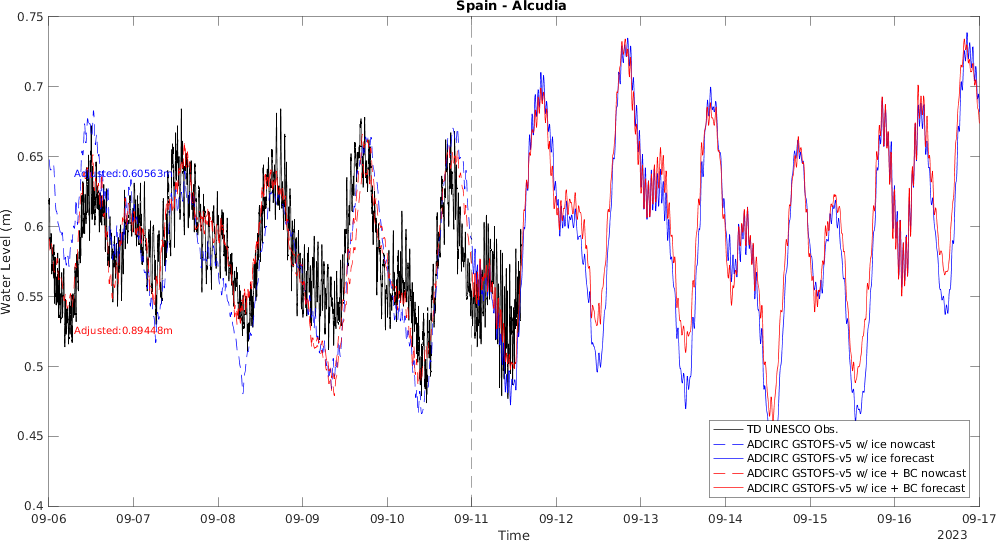 Spain - Alcudia
0.75
0.7
0.65
0.6
0.55
0.5
0.45
0.4
Water Level (m)
Adjusted:0.60563m
Adjusted:0.89448m
TD UNESCO Obs.
ADCIRC GSTOFS-v5 w/ ice nowcast
ADCIRC GSTOFS-v5 w/ ice forecast
ADCIRC GSTOFS-v5 w/ ice + BC nowcast
ADCIRC GSTOFS-v5 w/ ice + BC forecast
09-06 09-07 09-08 09-09 09-10 09-11 09-12 09-13 09-14 09-15 09-16 09-17
Time
2023